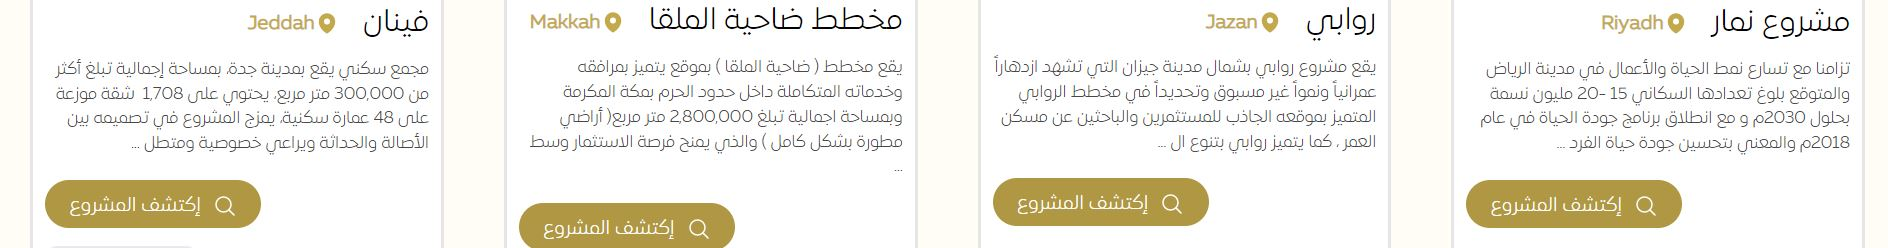 مشروع نمار
Riyadh
تزامنا مع تسارع نمط الحياة والأعمال في مدينة الرياض
والمتوقع بلوغ تعدادها السكاني 15 -20 مليون نسمة
بحلول 2030م و مع انطلاق برنامج جودة الحياة في عام
2018م والمعني بتحسين جودة حياة الفرد ...
إكتشف المشروع
روابي
Jazan
يقع مشروع روابي بشمال مدينة جيزان التي تشهد ازدهاراً
عمرانياً ونمواً غير مسبوق وتحديداً في مخطط الروابي
المتميز بموقعه الجاذب للمستثمرين والباحثين عن مسكن
العمر ، كما يتميز روابي بتنوع ال ...
إكتشف المشروع
مخطط ضاحية الملقا
Makkah
يقع مخطط ( ضاحية الملقا ) بموقع يتميز بمرافقه
وخدماته المتكاملة داخل حدود الحرم بمكة المكرمة
وبمساحة اجمالية تبلغ 2,800,000 متر مربع( أراضي
مطورة بشكل كامل ) والذي يمنح فرصة الاستثمار وسط
...
إكتشف المشروع
فينان
Jeddah
مجمع سكني يقع بمدينة جدة، بمساحة إجمالية تبلغ أكثر
من 300,000 متر مربع، يحتوي على 1,708 شقة موزعة
على 48 عمارة سكنية، يمزج المشروع في تصميمه بين
الأصالة والحداثة ويراعي خصوصية ومتطل ...
إكتشف المشروع